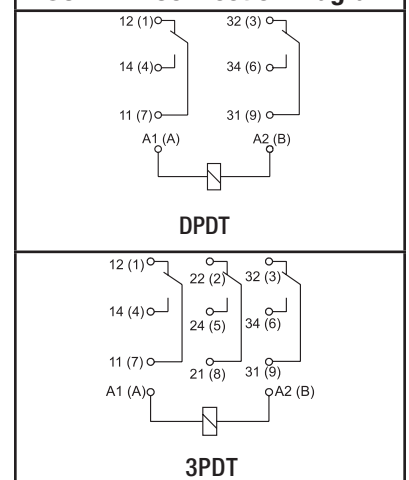 12 (1) 32 (3)
14 (4) 34 (6)
11 (7) 31 (9)
A1 (A) A2 (B)
DPDT
12 (1) 22 (2) 32 (3)
14 (4) 24 (5) 34 (6)
11 (7) 21 (8) 31 (9)
A1 (A) A2 (B)
3PDT